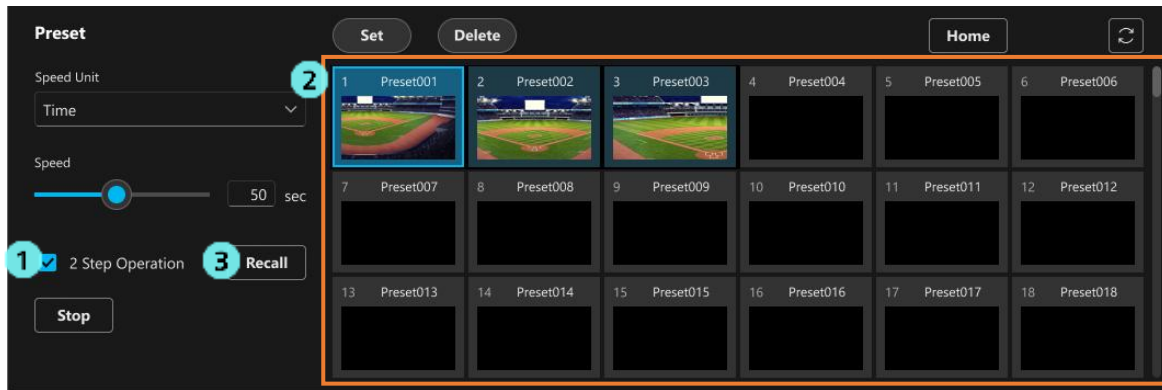 Preset
Set
Delete
Home
Speed Unit
Time
Speed
50 sec
1
2 Step Operation
3
Recall
Stop
2
1 Preset001
2 Preset002
3 Preset003
4 Preset004
5 Preset005
6 Preset006
7 Preset007
8 Preset008
9 Preset009
10 Preset010
11 Preset011
12 Preset012
13 Preset013
14 Preset014
15 Preset015
16 Preset016
17 Preset017
18 Preset018